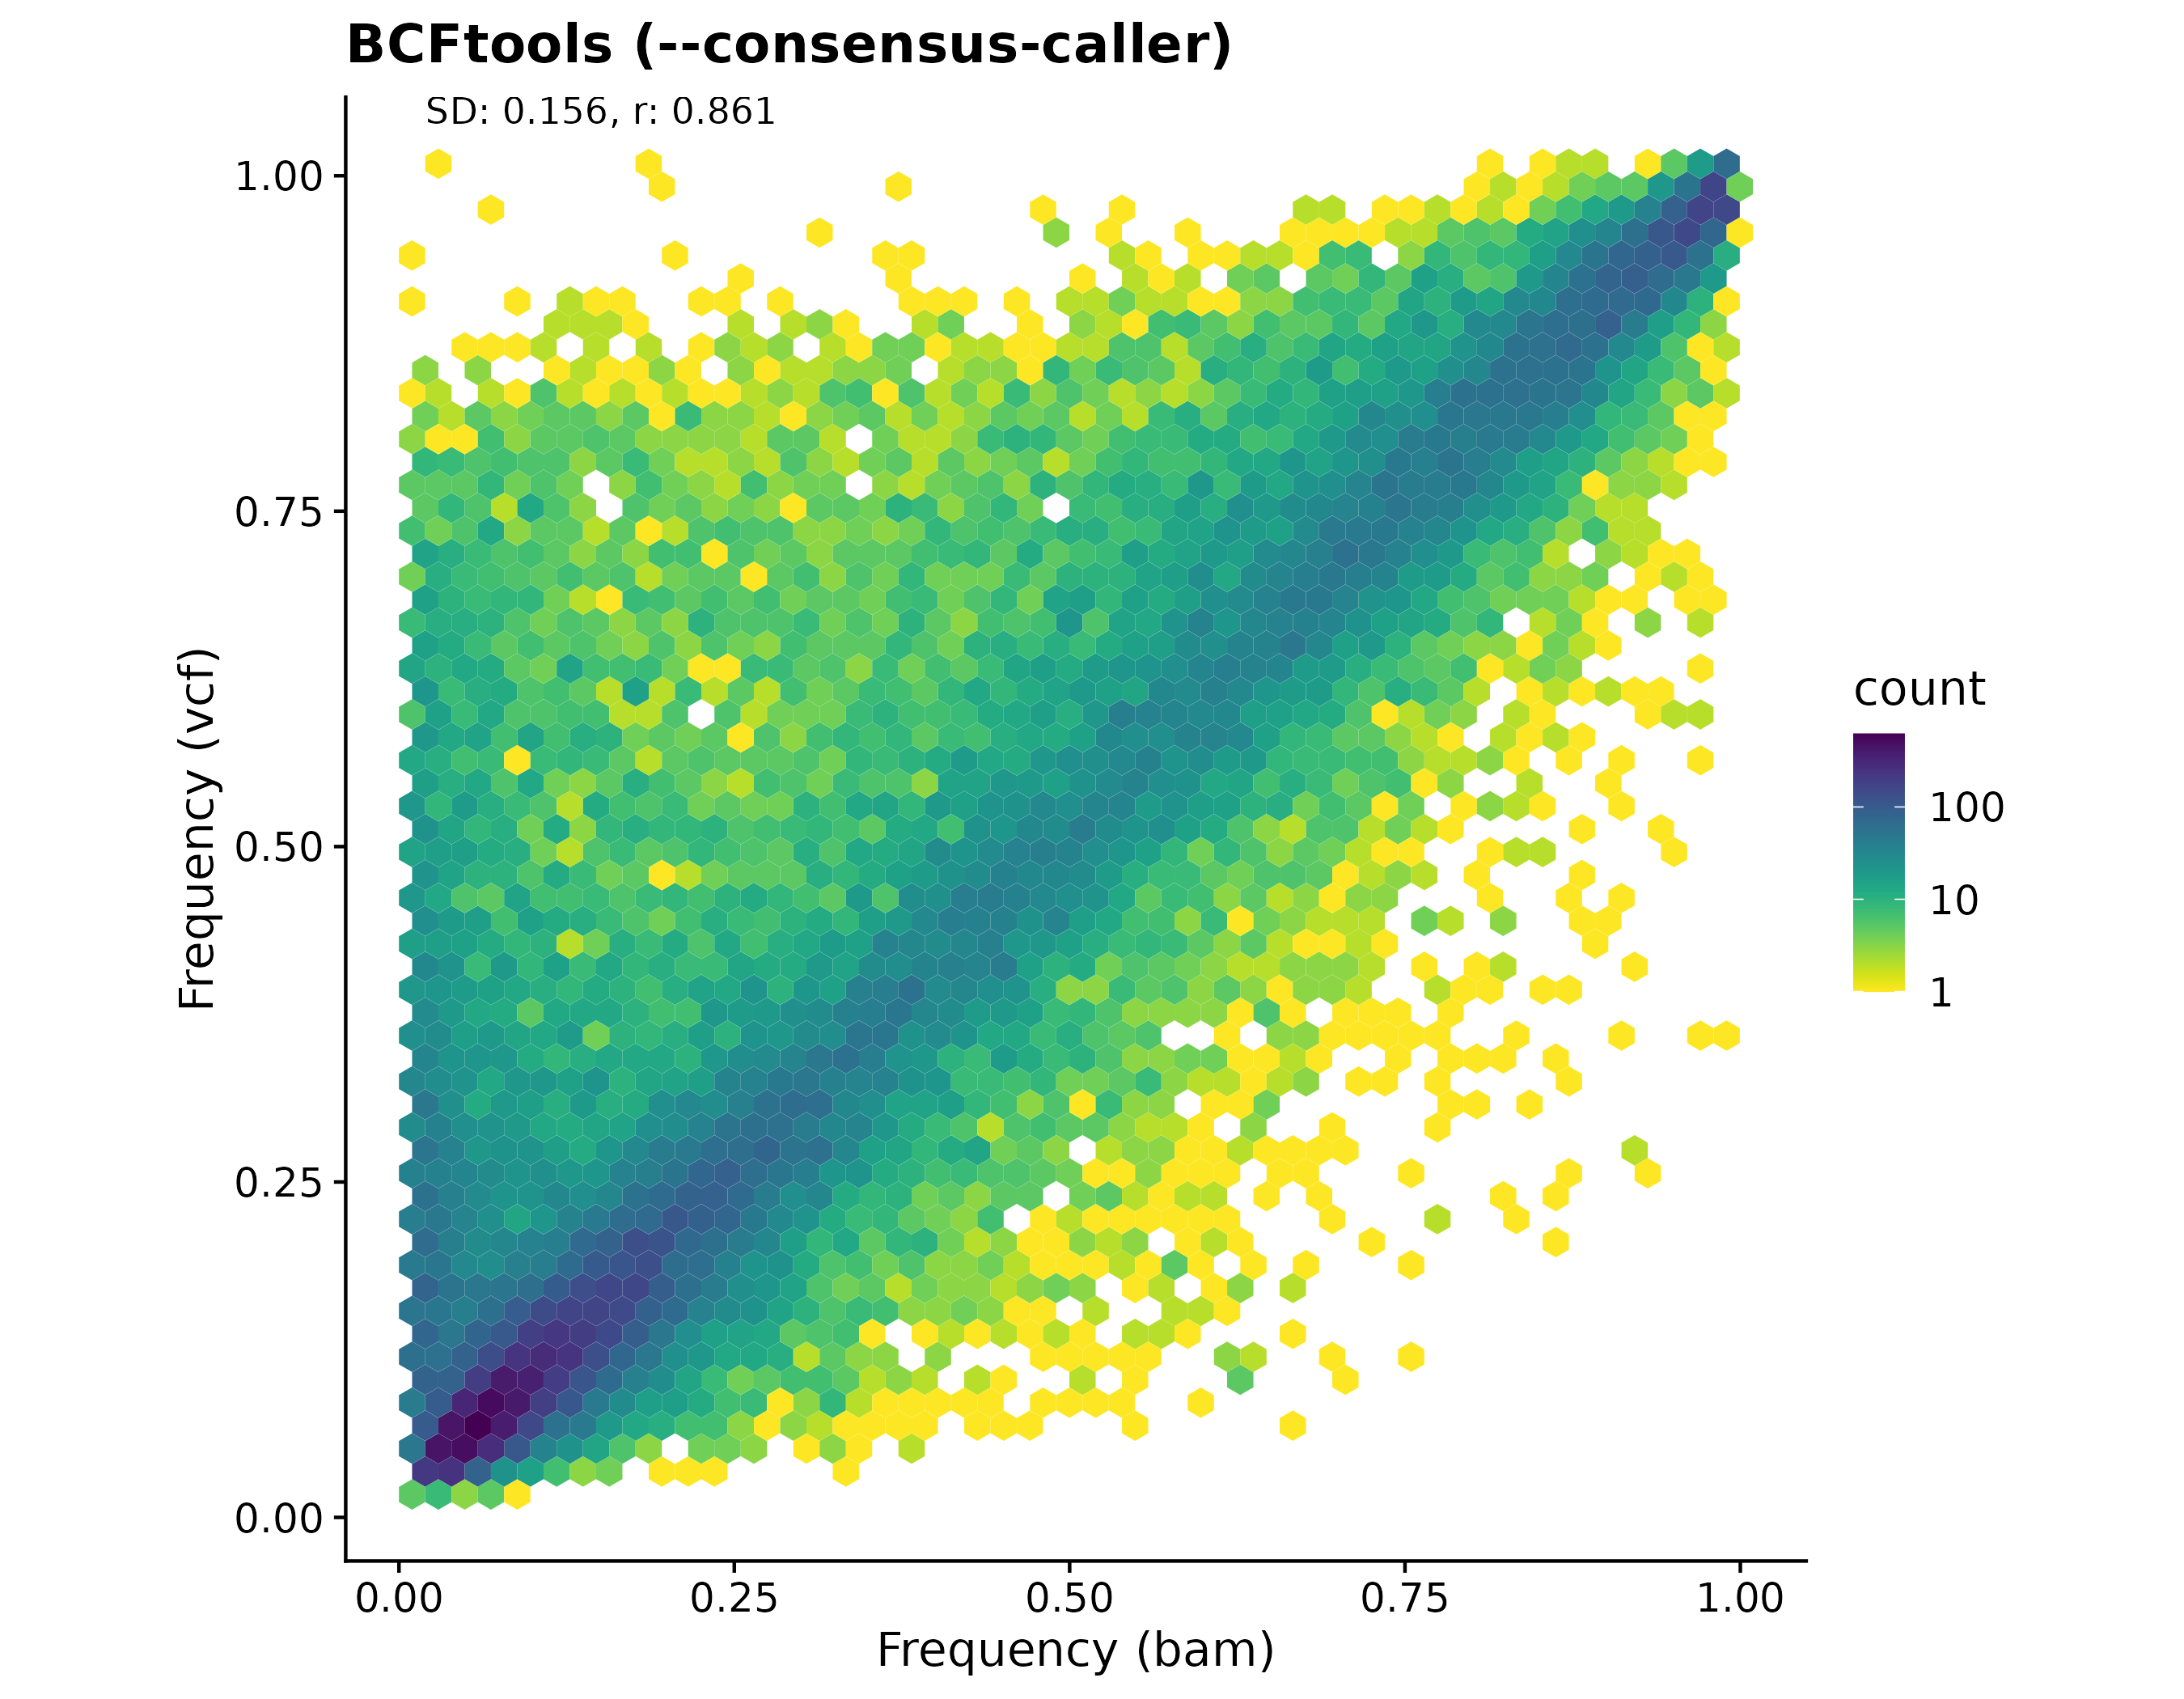 BCFtools (--consensus-caller)
SD: 0.156, r: 0.861
1.00
0.75
0.50
0.25
0.00
Frequency (vcf)
0.00 0.25 0.50 0.75 1.00
Frequency (bam)
count
100
10
1